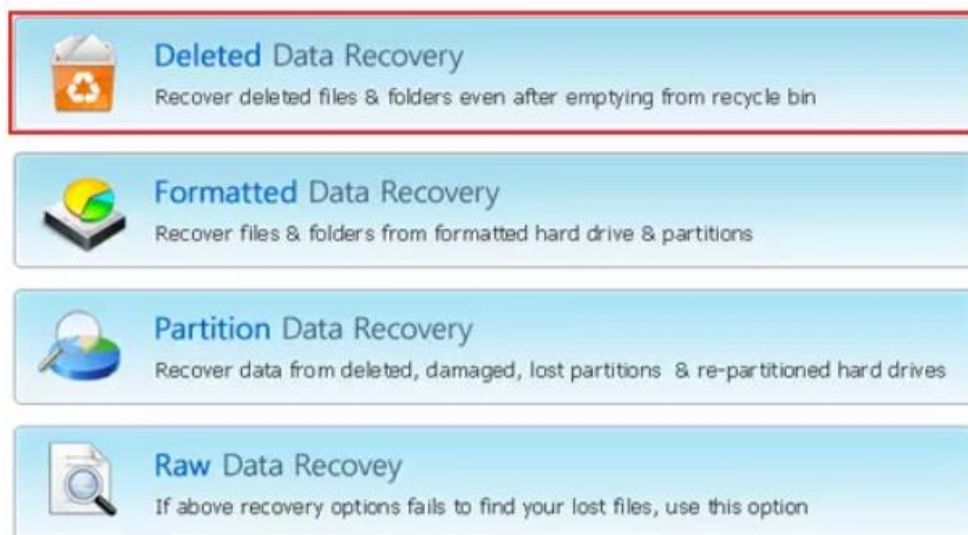 Deleted Data Recovery
Recover deleted files & folders even after emptying from recycle bin
Formatted Data Recovery
Recover files & folders from formatted hard drive & partitions
Partition Data Recovery
Recover data from deleted, damaged, lost partitions & re-partitioned hard drives
Raw Data Recovey
If above recovery options fails to find your lost files, use this option